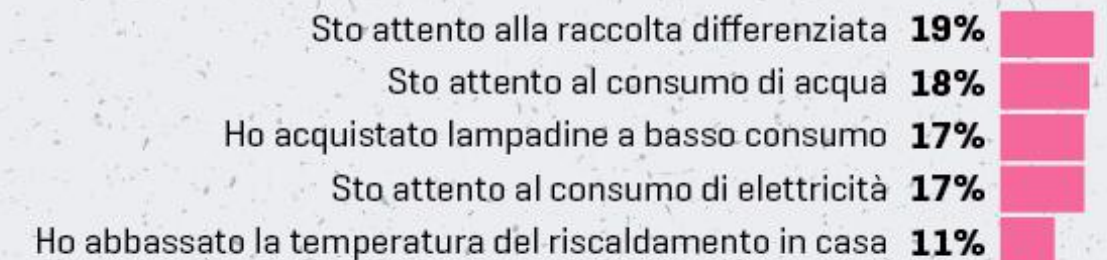 Sto attento alla raccolta differenziata 19%
Sto attento al consumo di acqua 18%
Ho acquistato lampadine a basso consumo 17%
Sto attento al consumo di elettricità 17%
Ho abbassato la temperatura del riscaldamento in casa 11%